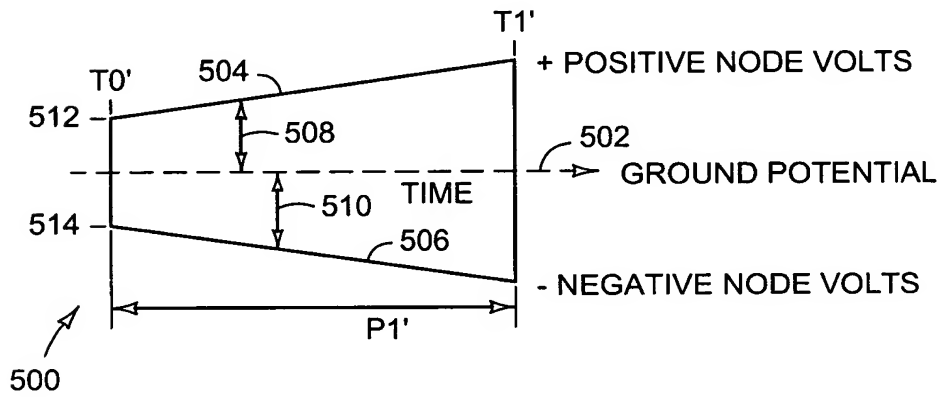 T1'
T0'
504
+ POSITIVE NODE VOLTS
512
508
502
TIME
GROUND POTENTIAL
510
514
506
- NEGATIVE NODE VOLTS
P1'
500